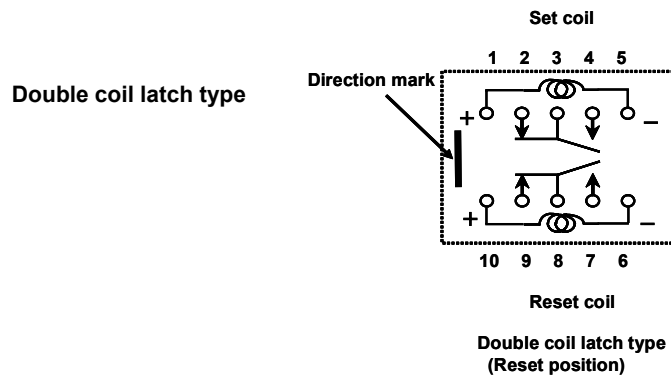 Set coil
1 2 3 4 5
Direction mark
Double coil latch type
+ –
+ –
10 9 8 7 6
Reset coil
Double coil latch type
(Reset position)